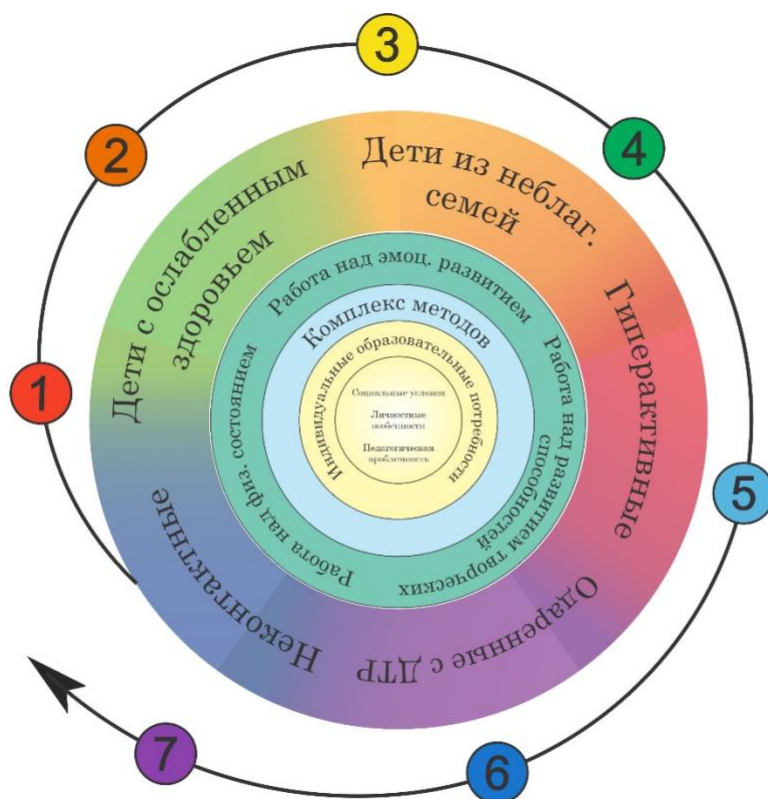 1
2
3
4
5
6
7
Дети с ослабленным
здоровьем
Дети из неблаг.
семей
Гиперактивные
Одаренные с ДТР
Неконтактные
Работа над эмоц. развитием
Работа над развитием творческих
способностей
Работа над физ. состоянием
Комплекс методов
Индивидуальные образовательные потребности
Социальные условия
Личностные
особенности
Педагогическая
проблемность